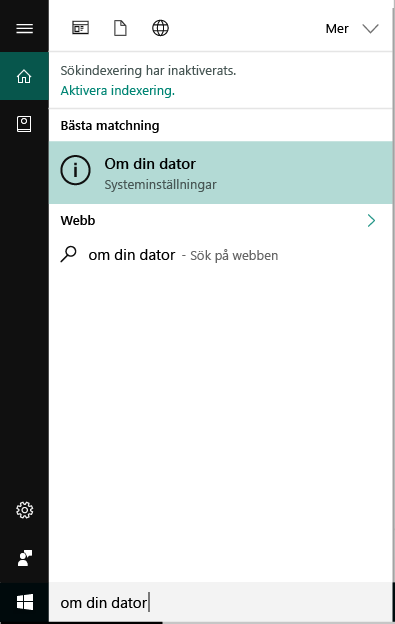 Mer
Sökindexering har inaktiverats.
Aktivera indexering.
Bästa matchning
Om din dator
Systeminställningar
Webb
om din dator - Sök på webben
om din dator